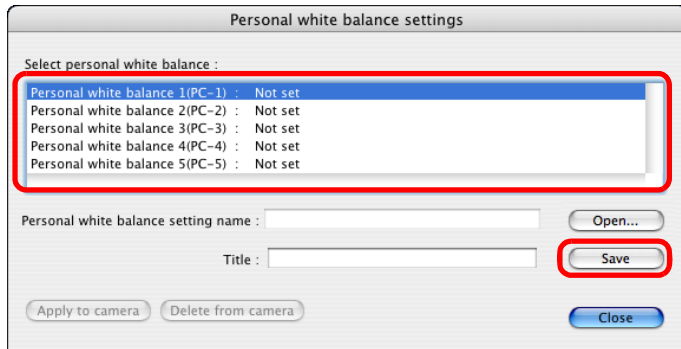 Personal white balance settings
Select personal white balance :
Personal white balance 1(PC-1) : Not set
Personal white balance 2(PC-2) : Not set
Personal white balance 3(PC-3) : Not set
Personal white balance 4(PC-4) : Not set
Personal white balance 5(PC-5) : Not set
Personal white balance setting name : Open...
Title : Save
Apply to camera Delete from camera Close